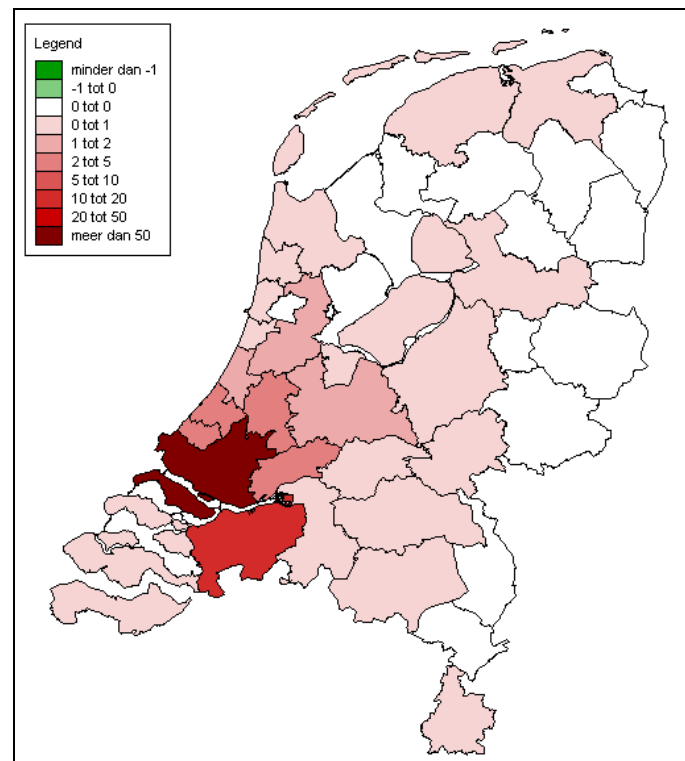 Legend
minder dan -1
-1 tot 0
0 tot 0
0 tot 1
1 tot 2
2 tot 5
5 tot 10
10 tot 20
20 tot 50
meer dan 50